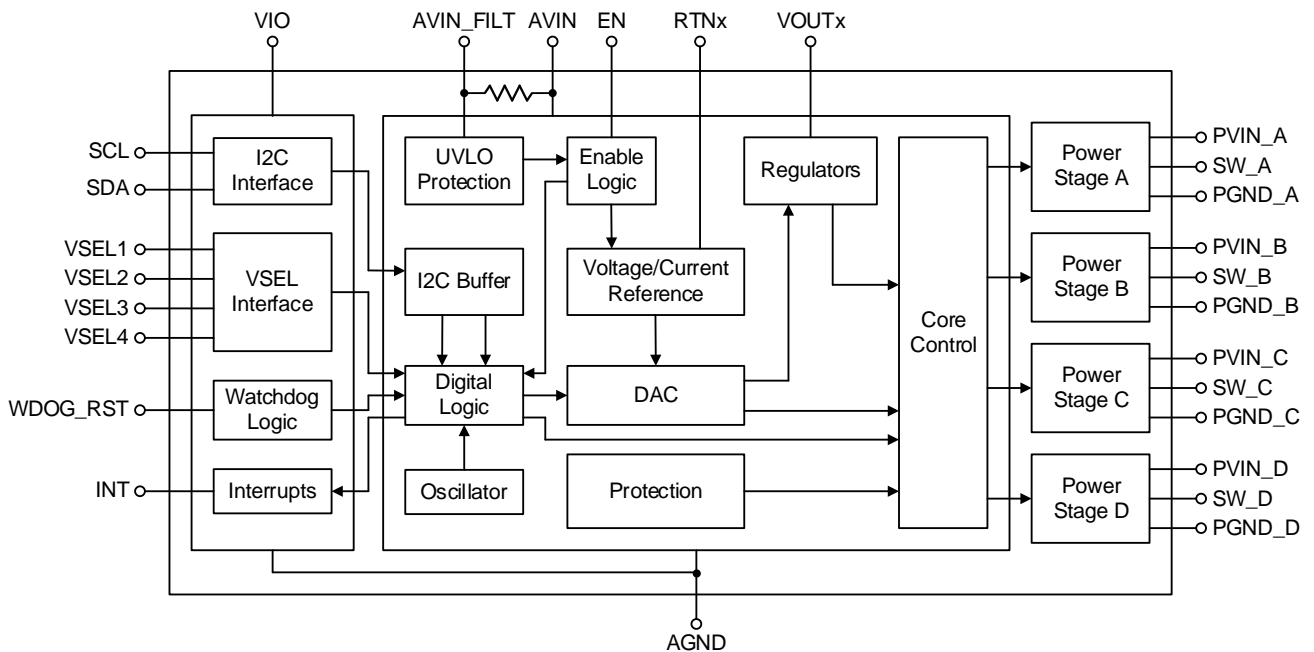 VIO
AVIN_FILT
AVIN
EN
RTNx
VOUTx
SCL
SDA
VSEL1
VSEL2
VSEL3
VSEL4
WDOG_RST
INT
I2C
Interface
VSEL
Interface
Watchdog
Logic
Interrupts
UVLO
Protection
Enable
Logic
Regulators
I2C Buffer
Voltage/Current
Reference
Digital
Logic
DAC
Oscillator
Protection
Core
Control
Power
Stage A
Power
Stage B
Power
Stage C
Power
Stage D
PVIN_A
SW_A
PGND_A
PVIN_B
SW_B
PGND_B
PVIN_C
SW_C
PGND_C
PVIN_D
SW_D
PGND_D
AGND